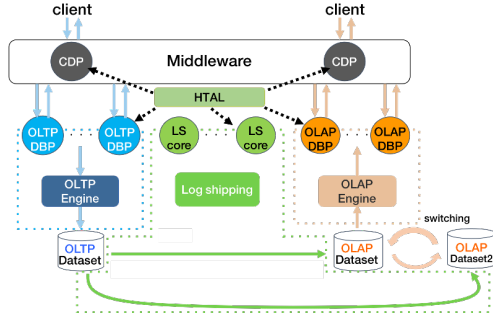 client
client
CDP
Middleware
CDP
HTAL
OLTP
DBP
OLTP
DBP
LS
core
LS
core
OLAP
DBP
OLAP
DBP
OLTP
Engine
Log shipping
OLAP
Engine
switching
OLTP
Dataset
OLAP
Dataset
OLAP
Dataset2